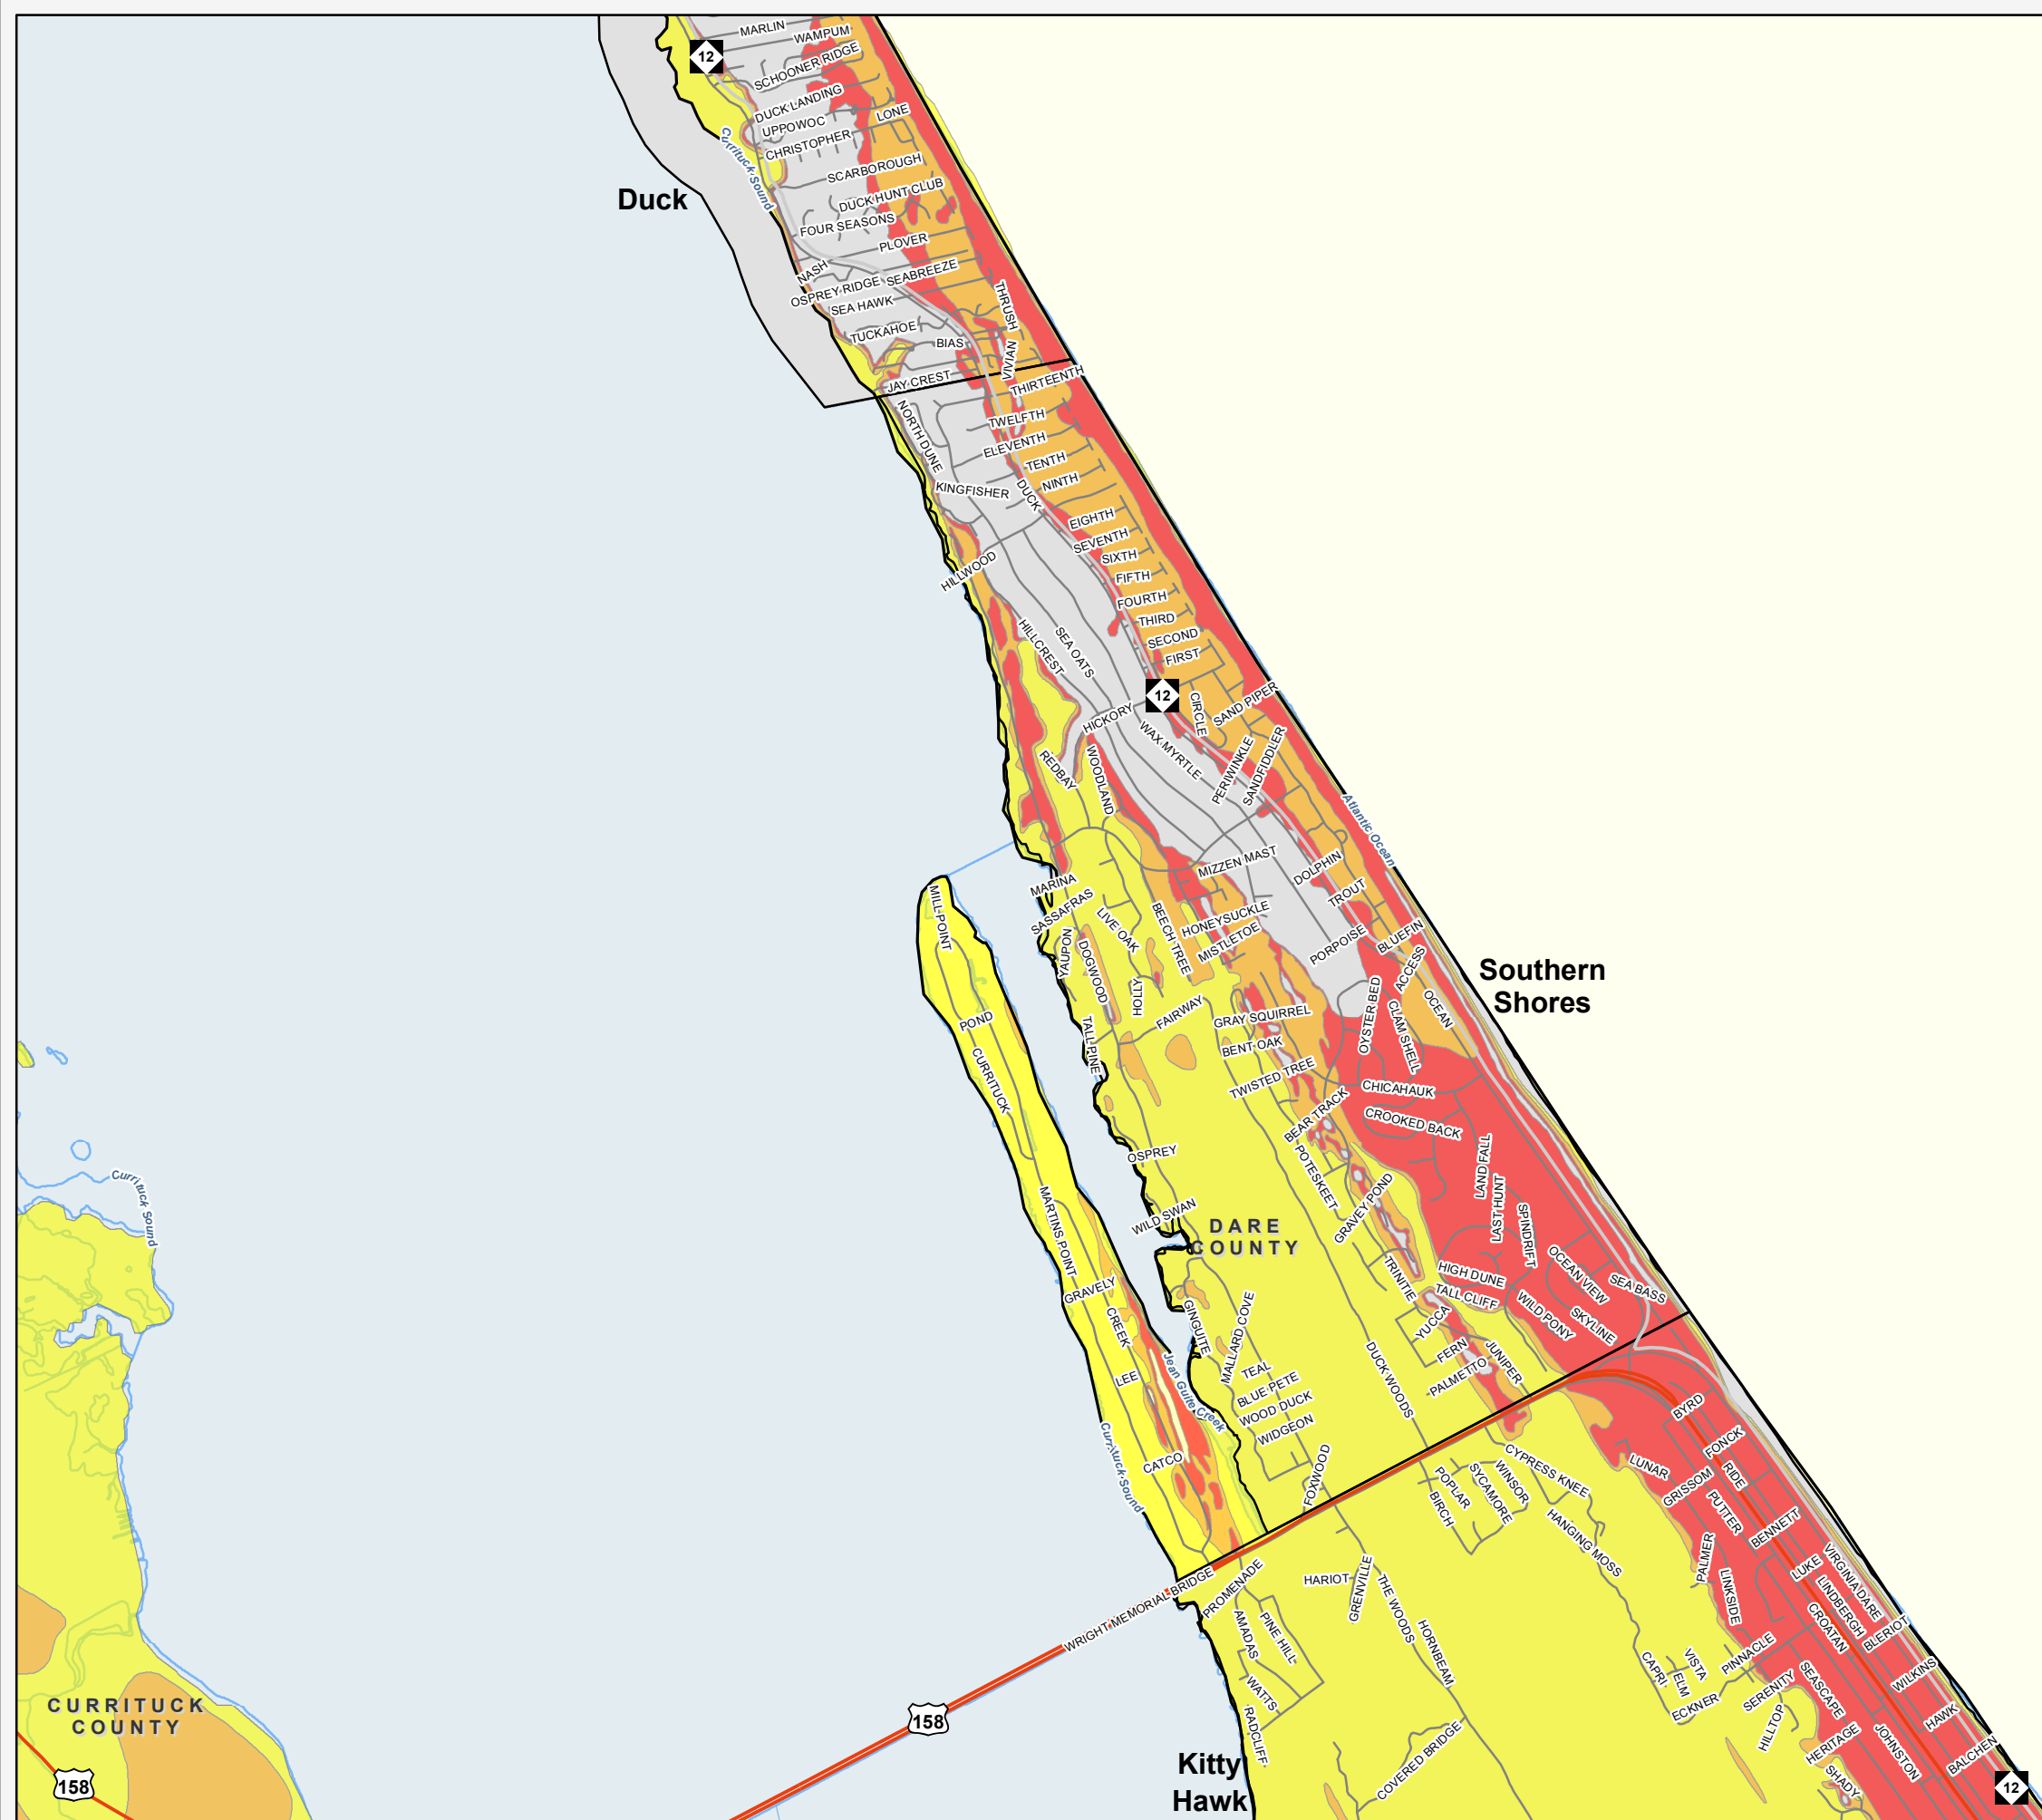 MARLIN
WAMPUM
12
SCHOONER RIDGE
DUCK LANDING
LONE
UPPOWOC
CHRISTOPHER
Currituck Sound
SCARBOROUGH
Duck
DUCK HUNT CLUB
FOUR SEASONS
PLOVER
NASH
SEABREEZE
OSPREY RIDGE
SEA HAWK
THRUSH
TUCKAHOE
BIAS
VIVIAN
JAY CREST
THIRTEENTH
NORTH DUNE
TWELFTH
ELEVENTH
TENTH
NINTH
KINGFISHER
DUCK
EIGHTH
SEVENTH
SIXTH
HILLWOOD
FIFTH
FOURTH
THIRD
SECOND
FIRST
HILLCREST
SEA OATS
12
CIRCLE
SAND PIPER
HICKORY
WAX MYRTLE
PERIWINKLE
SANDFIDDLER
REDBAY
WOODLAND
Atlantic Ocean
MIZZEN MAST
DOLPHIN
TROUT
MARINA
SASSAFRAS
MILL POINT
LIVE OAK
BEECH TREE
HONEYSUCKLE
MISTLETOE
PORPOISE
BLUEFIN
YAUPON
DOGWOOD
HOLLY
ACCESS
Southern
Shores
OCEAN
OYSTER BED
CLAM SHELL
FAIRWAY
GRAY SQUIRREL
POND
TALL PINE
BENT OAK
CURRITUCK
TWISTED TREE
CHICAHAUK
BEAR TRACK
CROOKED BACK
OSPREY
POTESKEET
LAND FALL
LAST HUNT
SPINDRIFT
Currituck Sound
MARTINS POINT
WILD SWAN
GRAVEY POND
DARE
COUNTY
TRINITIE
HIGH DUNE
OCEAN VIEW
SEA BASS
GRAVELY
TALL CLIFF
WILD PONY
SKYLINE
CREEK
GINGUITE
MALLARD COVE
YUCCA
FERN
JUNIPER
PALMETTO
LEE
Jean Guite Creek
TEAL
BLUE PETE
WOOD DUCK
WIDGEON
DUCK WOODS
BYRD
FONCK
Currituck Sound
CATCO
FOXWOOD
CYPRESS KNEE
LUNAR
RIDE
GRISSOM
POPLAR
BIRCH
SYCAMORE
WINSOR
PUTTER
HANGING MOSS
BENNETT
PALMER
LINKSIDE
LUKE
VIRGINIA DARE
LINDBERGH
CROATAN
BLERIOT
WRIGHT MEMORIAL BRIDGE
PROMENADE
HARIOT
GRENVILLE
THE WOODS
HORNBEAM
AMADAS
PINE HILL
CAPRI
VISTA
ELM
PINNACLE
ECKNER
SERENITY
SEASCAPE
WILKINS
WATTS
RADCLIFF
HILLTOP
HERITAGE
JOHNSTON
HAWK
BALCHEN
SHADY
COVERED BRIDGE
CURRITUCK
COUNTY
158
158
Kitty
Hawk
12